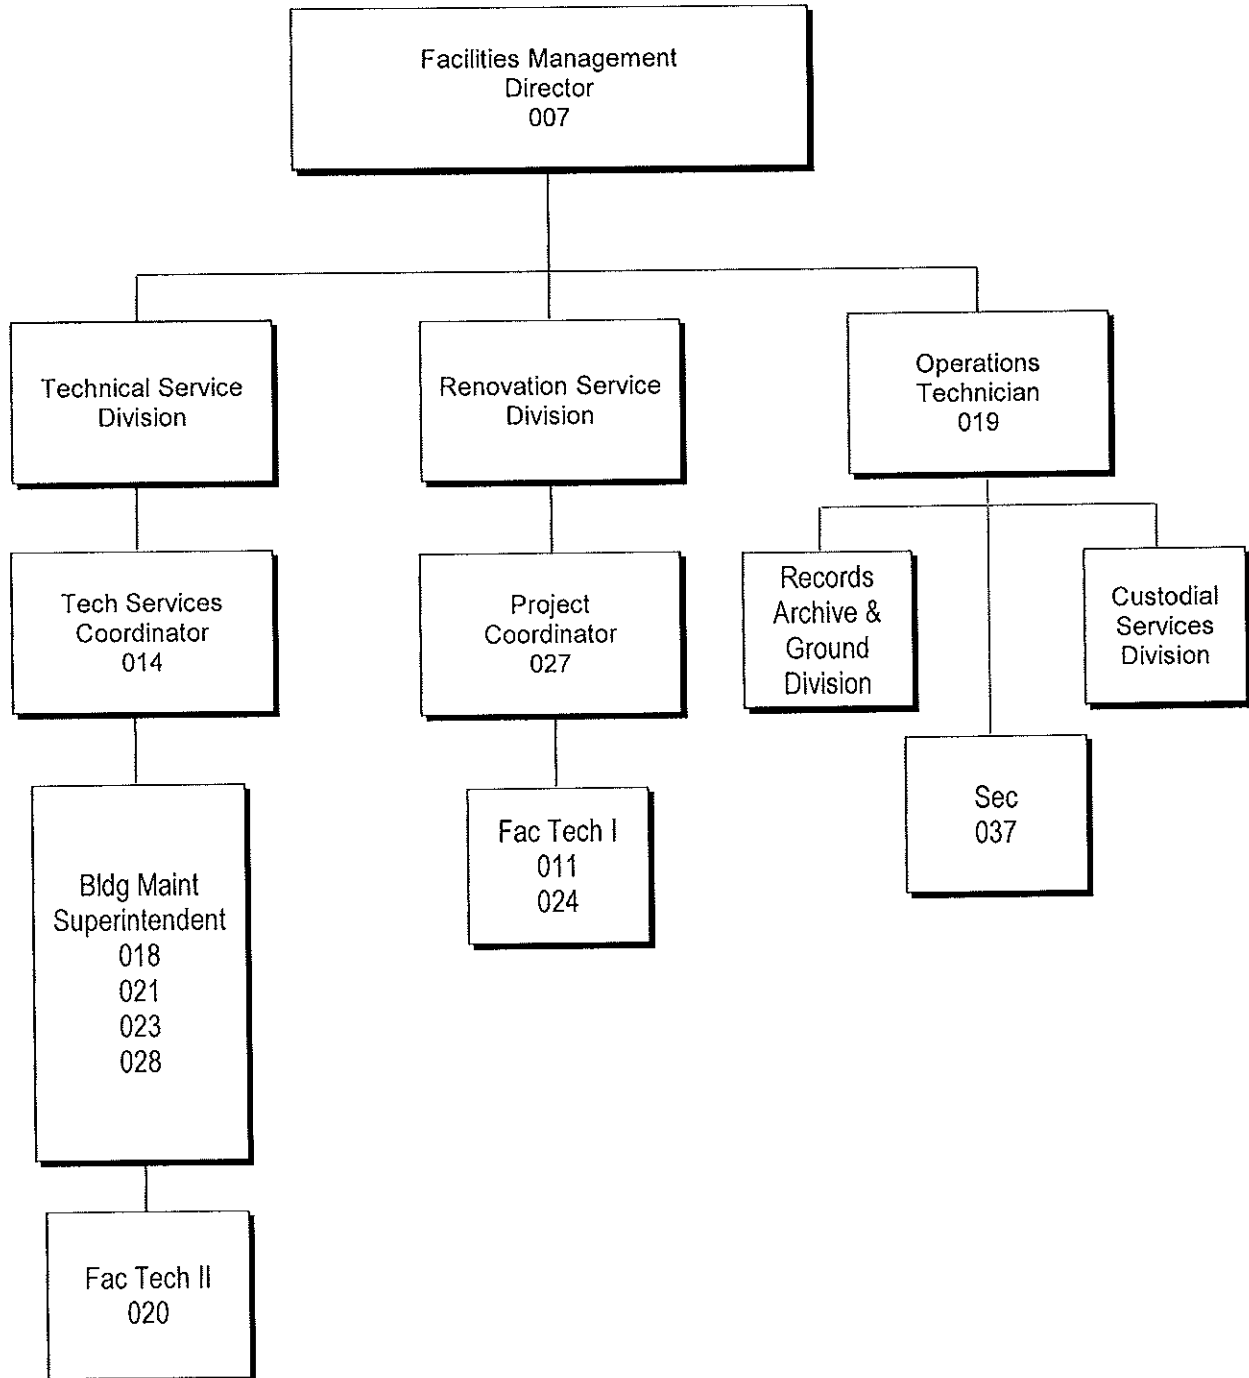 Facilities Management
Director
007
Technical Service
Division
Renovation Service
Division
Operations
Technician
019
Tech Services
Coordinator
014
Project
Coordinator
027
Records
Archive &
Ground
Division
Custodial
Services
Division
Bldg Maint
Superintendent
018
021
023
028
Fac Tech I
011
024
Sec
037
Fac Tech II
020